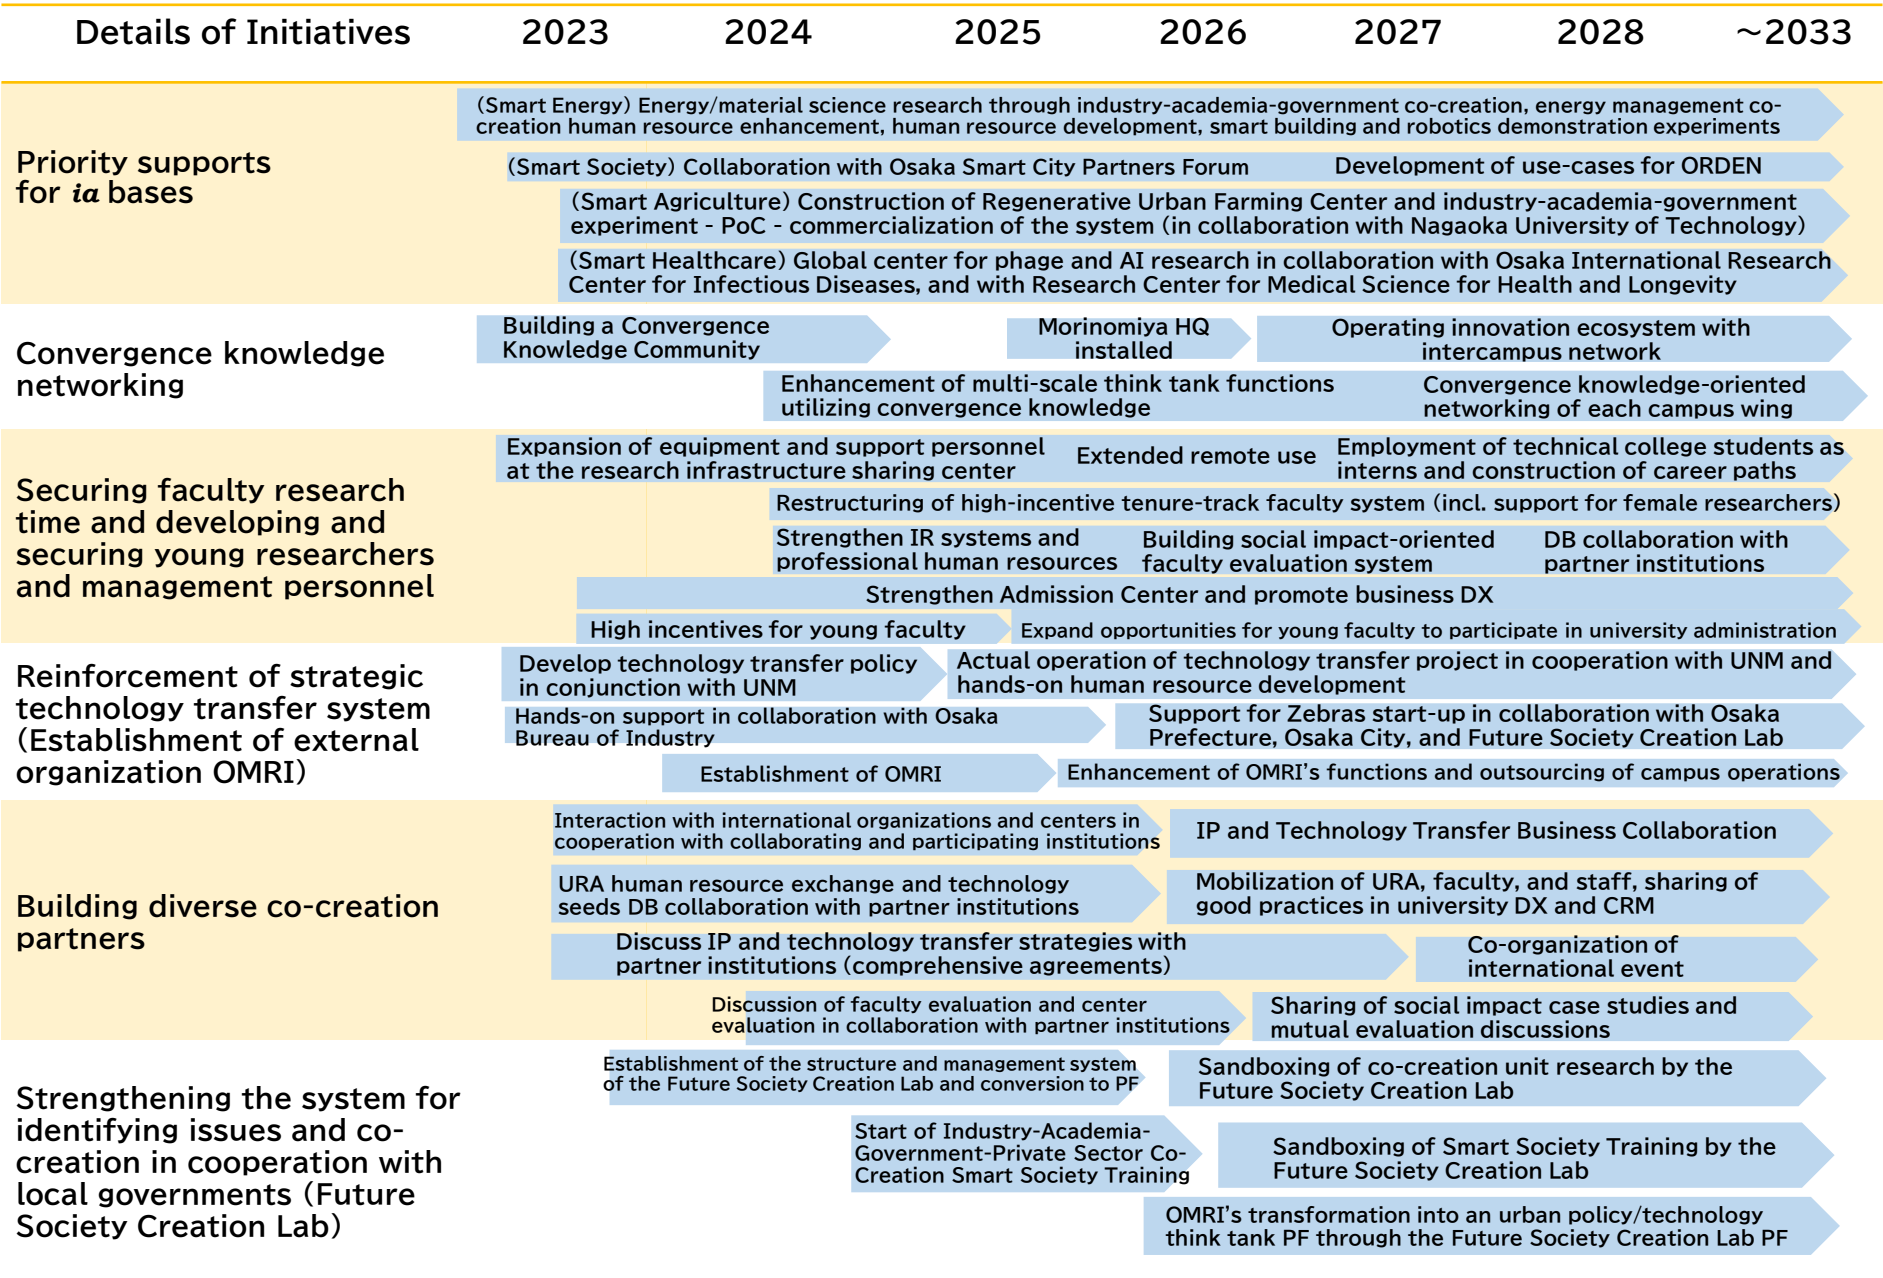 Details of Initiatives 2023 2024 2025 2026 2027 2028 ~2033
Priority supports
for ia bases
(Smart Energy) Energy/material science research through industry-academia-government co-creation, energy management co-
creation human resource enhancement, human resource development, smart building and robotics demonstration experiments
(Smart Society) Collaboration with Osaka Smart City Partners Forum
Development of use-cases for ORDEN
(Smart Agriculture) Construction of Regenerative Urban Farming Center and industry-academia-government
experiment - PoC - commercialization of the system (in collaboration with Nagaoka University of Technology)
(Smart Healthcare) Global center for phage and AI research in collaboration with Osaka International Research
Center for Infectious Diseases, and with Research Center for Medical Science for Health and Longevity
Convergence knowledge
networking
Building a Convergence
Knowledge Community
Morinomiya HQ
installed
Operating innovation ecosystem with
intercampus network
Enhancement of multi-scale think tank functions
utilizing convergence knowledge
Convergence knowledge-oriented
networking of each campus wing
Securing faculty research
time and developing and
securing young researchers
and management personnel
Expansion of equipment and support personnel
at the research infrastructure sharing center
Extended remote use
Employment of technical college students as
interns and construction of career paths
Restructuring of high-incentive tenure-track faculty system (incl. support for female researchers)
Strengthen IR systems and
professional human resources
Building social impact-oriented
faculty evaluation system
DB collaboration with
partner institutions
Strengthen Admission Center and promote business DX
High incentives for young faculty
Expand opportunities for young faculty to participate in university administration
Reinforcement of strategic
technology transfer system
(Establishment of external
organization OMRI)
Develop technology transfer policy
in conjunction with UNM
Actual operation of technology transfer project in cooperation with UNM and
hands-on human resource development
Hands-on support in collaboration with Osaka
Bureau of Industry
Support for Zebras start-up in collaboration with Osaka
Prefecture, Osaka City, and Future Society Creation Lab
Establishment of OMRI
Enhancement of OMRI's functions and outsourcing of campus operations
Building diverse co-creation
partners
Interaction with international organizations and centers in
cooperation with collaborating and participating institutions
IP and Technology Transfer Business Collaboration
URA human resource exchange and technology
seeds DB collaboration with partner institutions
Mobilization of URA, faculty, and staff, sharing of
good practices in university DX and CRM
Discuss IP and technology transfer strategies with
partner institutions (comprehensive agreements)
Co-organization of
international event
Discussion of faculty evaluation and center
evaluation in collaboration with partner institutions
Sharing of social impact case studies and
mutual evaluation discussions
Strengthening the system for
identifying issues and co-
creation in cooperation with
local governments (Future
Society Creation Lab)
Establishment of the structure and management system
of the Future Society Creation Lab and conversion to PF
Sandboxing of co-creation unit research by the
Future Society Creation Lab
Start of Industry-Academia-
Government-Private Sector Co-
Creation Smart Society Training
Sandboxing of Smart Society Training by the
Future Society Creation Lab
OMRI's transformation into an urban policy/technology
think tank PF through the Future Society Creation Lab PF